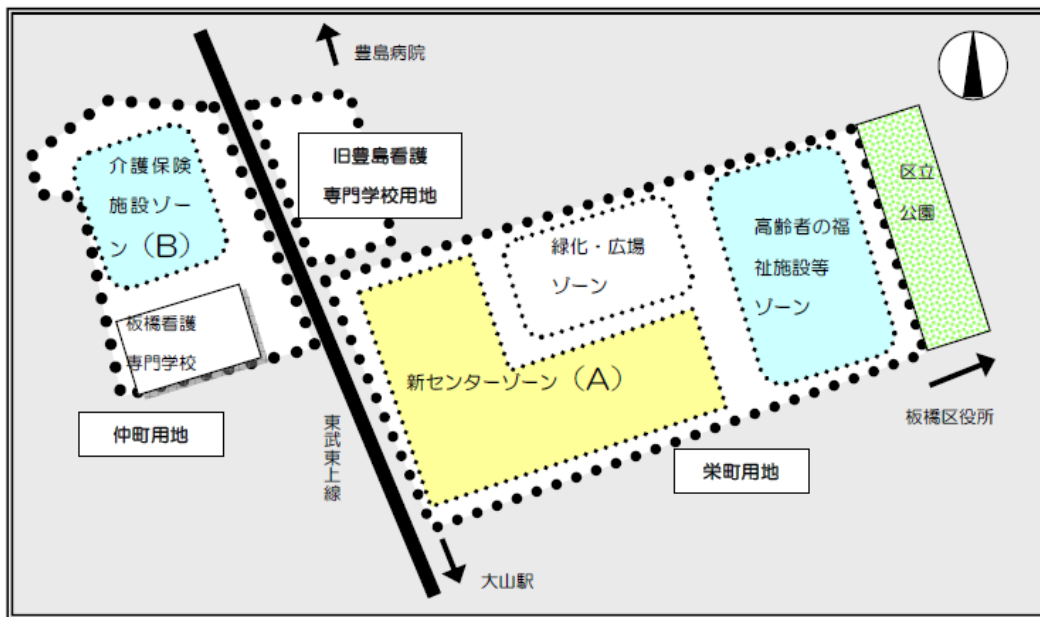 豊島病院
旧豊島看護
専門学校用地
介護保険
施設ゾー
ン（B）
板橋看護
専門学校
仲町用地
東武東上線
緑化・広場
ゾーン
新センターゾーン（A）
高齢者の福
祉施設等
ゾーン
区立
公園
板橋区役所
栄町用地
大山駅